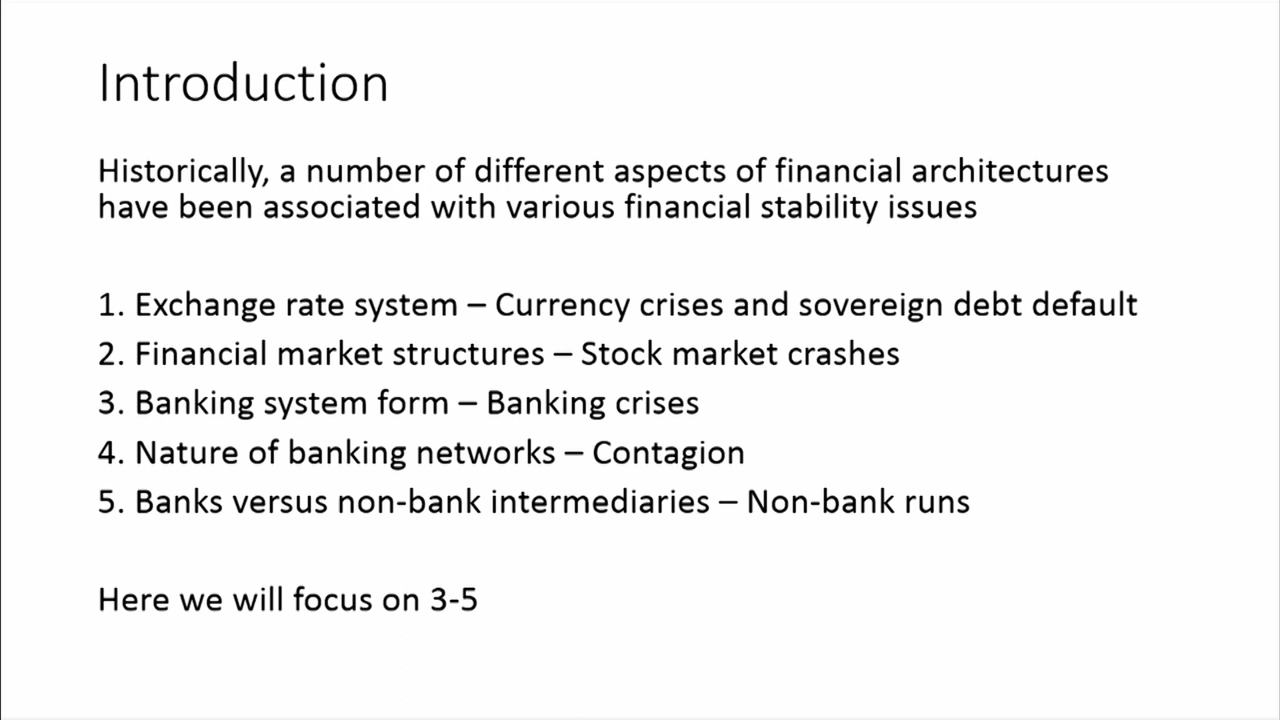 Introduction
Historically, a number of different aspects of financial architectures
have been associated with various financial stability issues
1. Exchange rate system – Currency crises and sovereign debt default
2. Financial market structures – Stock market crashes
3. Banking system form – Banking crises
4. Nature of banking networks – Contagion
5. Banks versus non-bank intermediaries – Non-bank runs
Here we will focus on 3-5